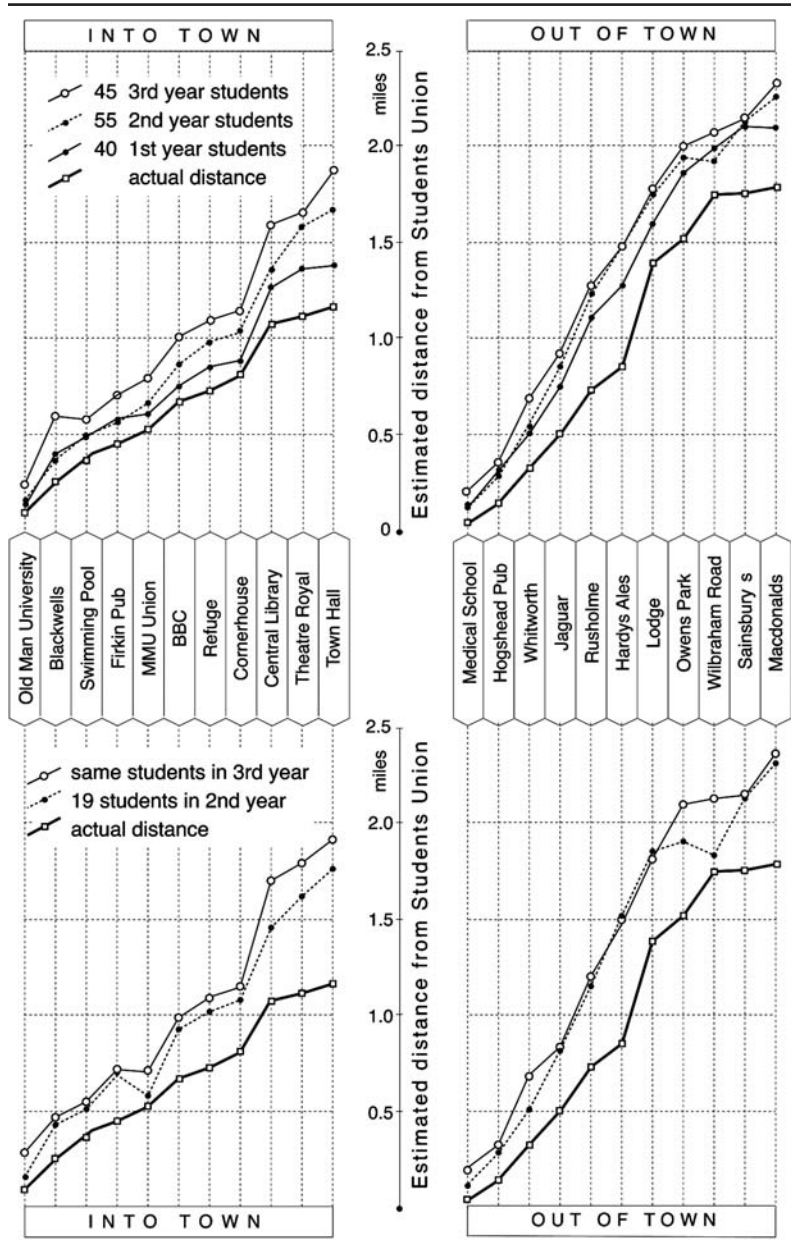 INTO TOWN
45 3rd year students
55 2nd year students
40 1st year students
actual distance
2.5
miles
2.0
1.5
1.0
0.5
0
Estimated distance from Students Union
OUT OF TOWN
Old Man University
Blackwells
Swimming Pool
Firkin Pub
MMU Union
BBC
Refuge
Cornerhouse
Central Library
Theatre Royal
Town Hall
Medical School
Hogshead Pub
Whitworth
Jaguar
Rusholme
Hardys Ales
Lodge
Owens Park
Wilbraham Road
Sainsbury s
Macdonalds
same students in 3rd year
19 students in 2nd year
actual distance
2.5
miles
2.0
1.5
1.0
0.5
Estimated distance from Students Union
INTO TOWN
OUT OF TOWN